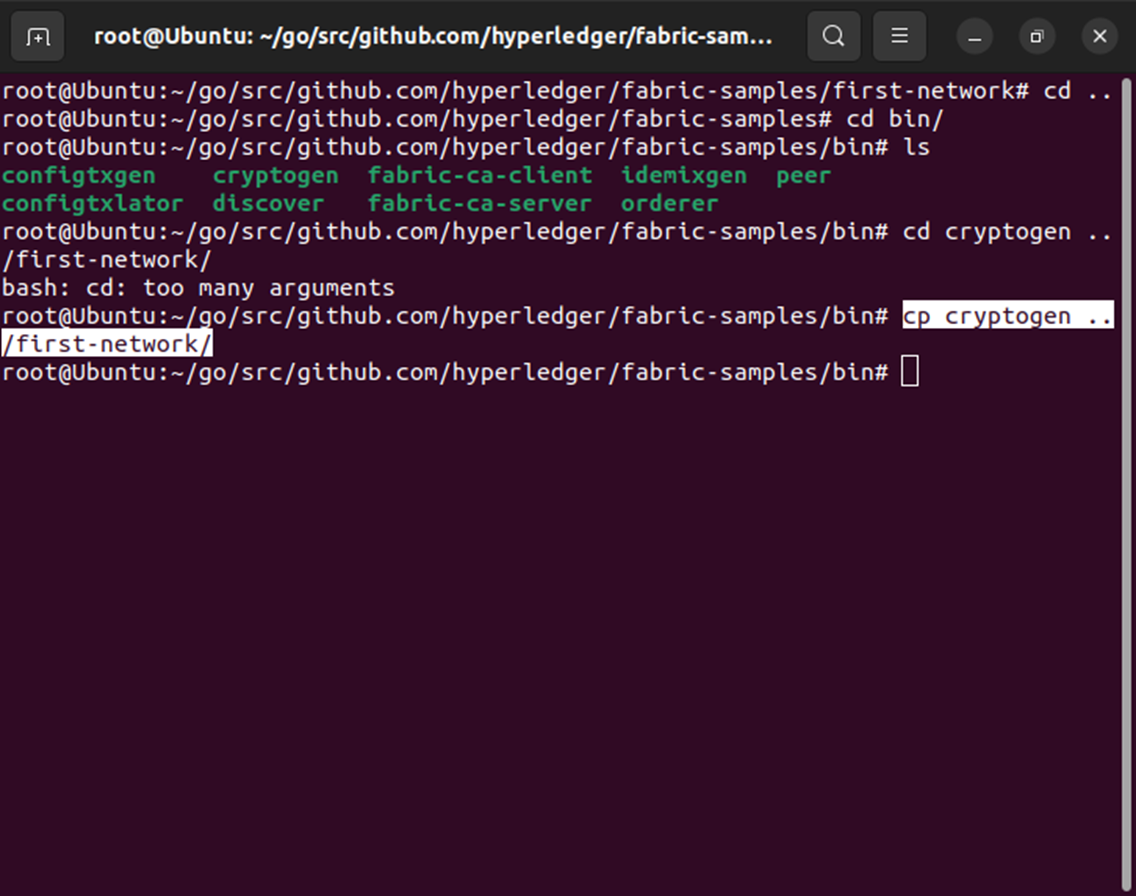 root@Ubuntu: ~/go/src/github.com/hyperledger/fabric-sam...
root@Ubuntu:~/go/src/github.com/hyperledger/fabric-samples/first-network# cd ..
root@Ubuntu:~/go/src/github.com/hyperledger/fabric-samples# cd bin/
root@Ubuntu:~/go/src/github.com/hyperledger/fabric-samples/bin# ls
configtxgen    cryptogen  fabric-ca-client  idemixgen  peer
configtxlator  discover   fabric-ca-server  orderer
root@Ubuntu:~/go/src/github.com/hyperledger/fabric-samples/bin# cd cryptogen ..
/first-network/
bash: cd: too many arguments
root@Ubuntu:~/go/src/github.com/hyperledger/fabric-samples/bin# cp cryptogen ..
/first-network/
root@Ubuntu:~/go/src/github.com/hyperledger/fabric-samples/bin#